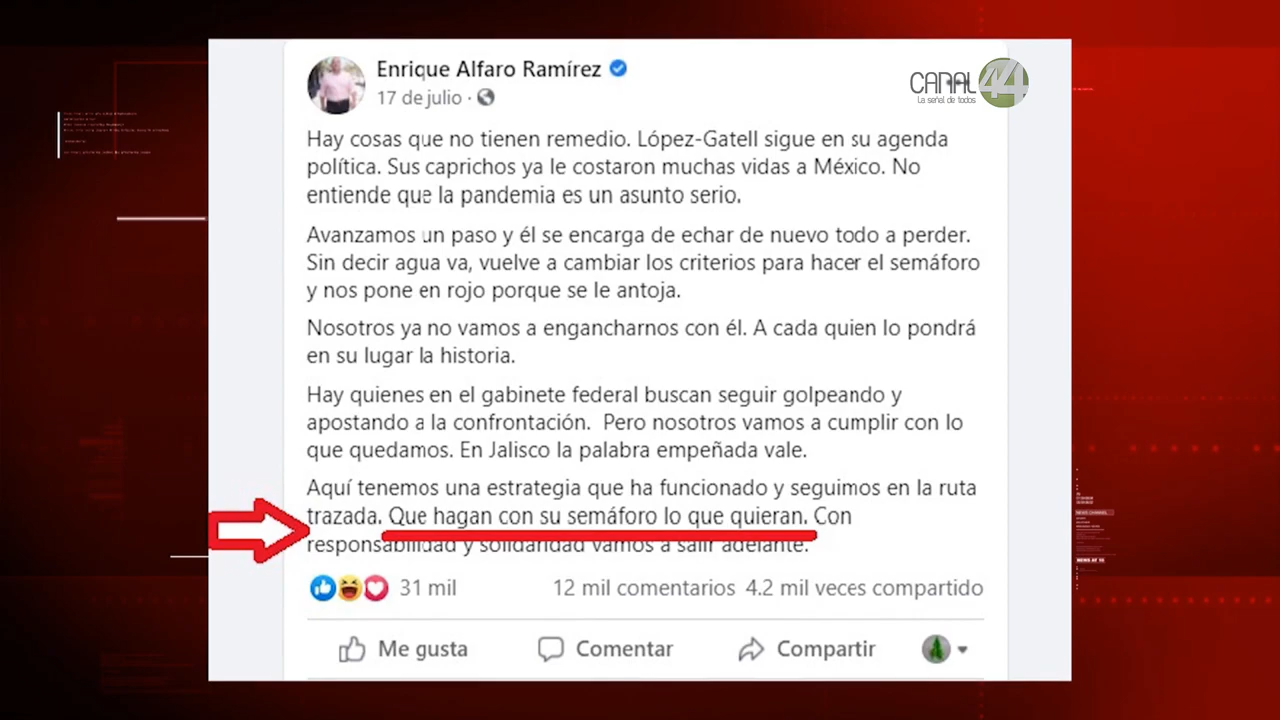 Enrique Alfaro Ramírez
17 de julio ·
CANAL 44
La señal de todos
Hay cosas que no tienen remedio. López-Gatell sigue en su agenda
política. Sus caprichos ya le costaron muchas vidas a México. No
entiende que la pandemia es un asunto serio.
Avanzamos un paso y él se encarga de echar de nuevo todo a perder.
Sin decir agua va, vuelve a cambiar los criterios para hacer el semáforo
y nos pone en rojo porque se le antoja.
Nosotros ya no vamos a engancharnos con él. A cada quien lo pondrá
en su lugar la historia.
Hay quienes en el gabinete federal buscan seguir golpeando y
apostando a la confrontación. Pero nosotros vamos a cumplir con lo
que quedamos. En Jalisco la palabra empeñada vale.
Aquí tenemos una estrategia que ha funcionado y seguimos en la ruta
trazada. Que hagan con su semáforo lo que quieran. Con
responsabilidad y solidaridad vamos a salir adelante.
31 mil 12 mil comentarios 4.2 mil veces compartido
Me gusta Comentar Compartir
NEWS CHANNEL
NEWS AT 10